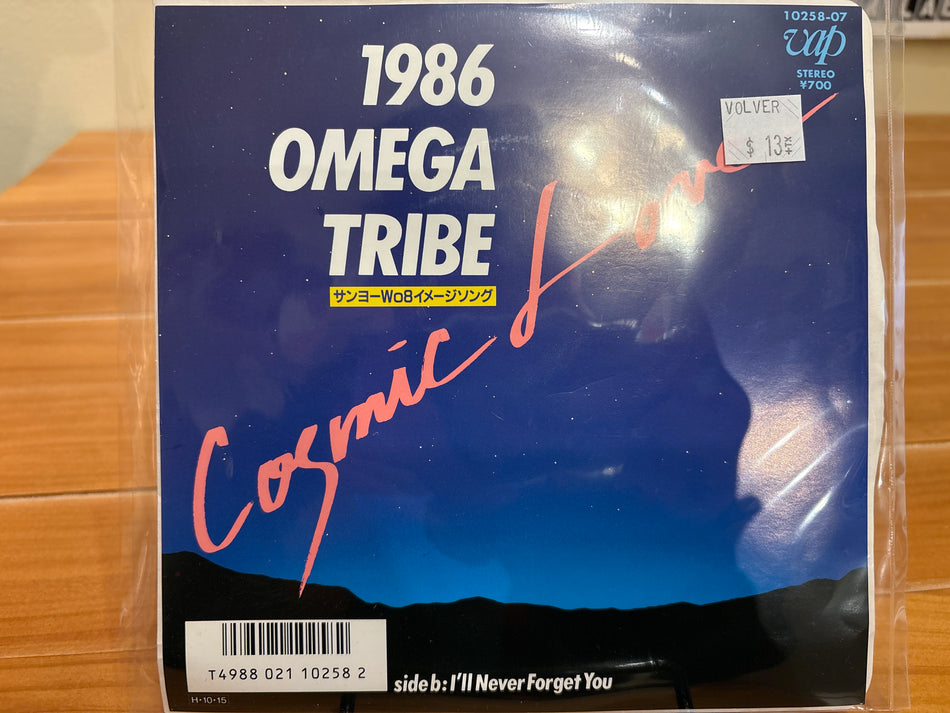 10258-07
vap
STEREO
¥700
1986
OMEGA
TRIBE
サンヨーWo8イメージソング
VOLVER
$ 13 +TX
Cosmic Love
T4988 021 10258 2
side b: I'll Never Forget You
H·10·15